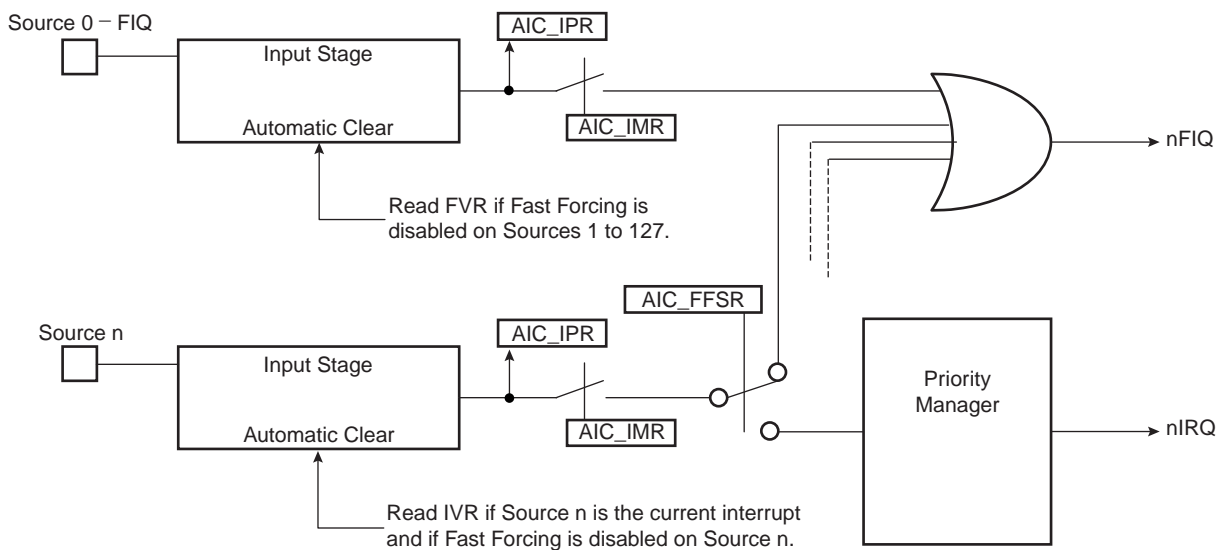 Source 0 – FIQ
AIC_IPR
Input Stage
Automatic Clear
AIC_IMR
nFIQ
Read FVR if Fast Forcing is
disabled on Sources 1 to 127.
AIC_FFSR
Source n
AIC_IPR
Input Stage
Automatic Clear
AIC_IMR
Priority
Manager
nIRQ
Read IVR if Source n is the current interrupt
and if Fast Forcing is disabled on Source n.